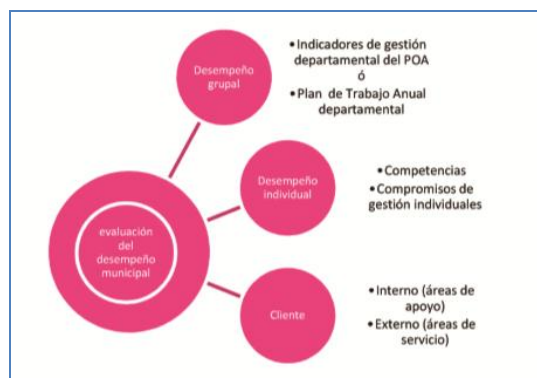 Desempeño
grupal
•Indicadores de gestión
departamental del POA
ó
•Plan de Trabajo Anual
departamental
Desempeño
individual
•Competencias
•Compromisos de
gestión individuales
evaluación
del
desempeño
municipal
Cliente
•Interno (áreas de
apoyo)
•Externo (áreas de
servicio)